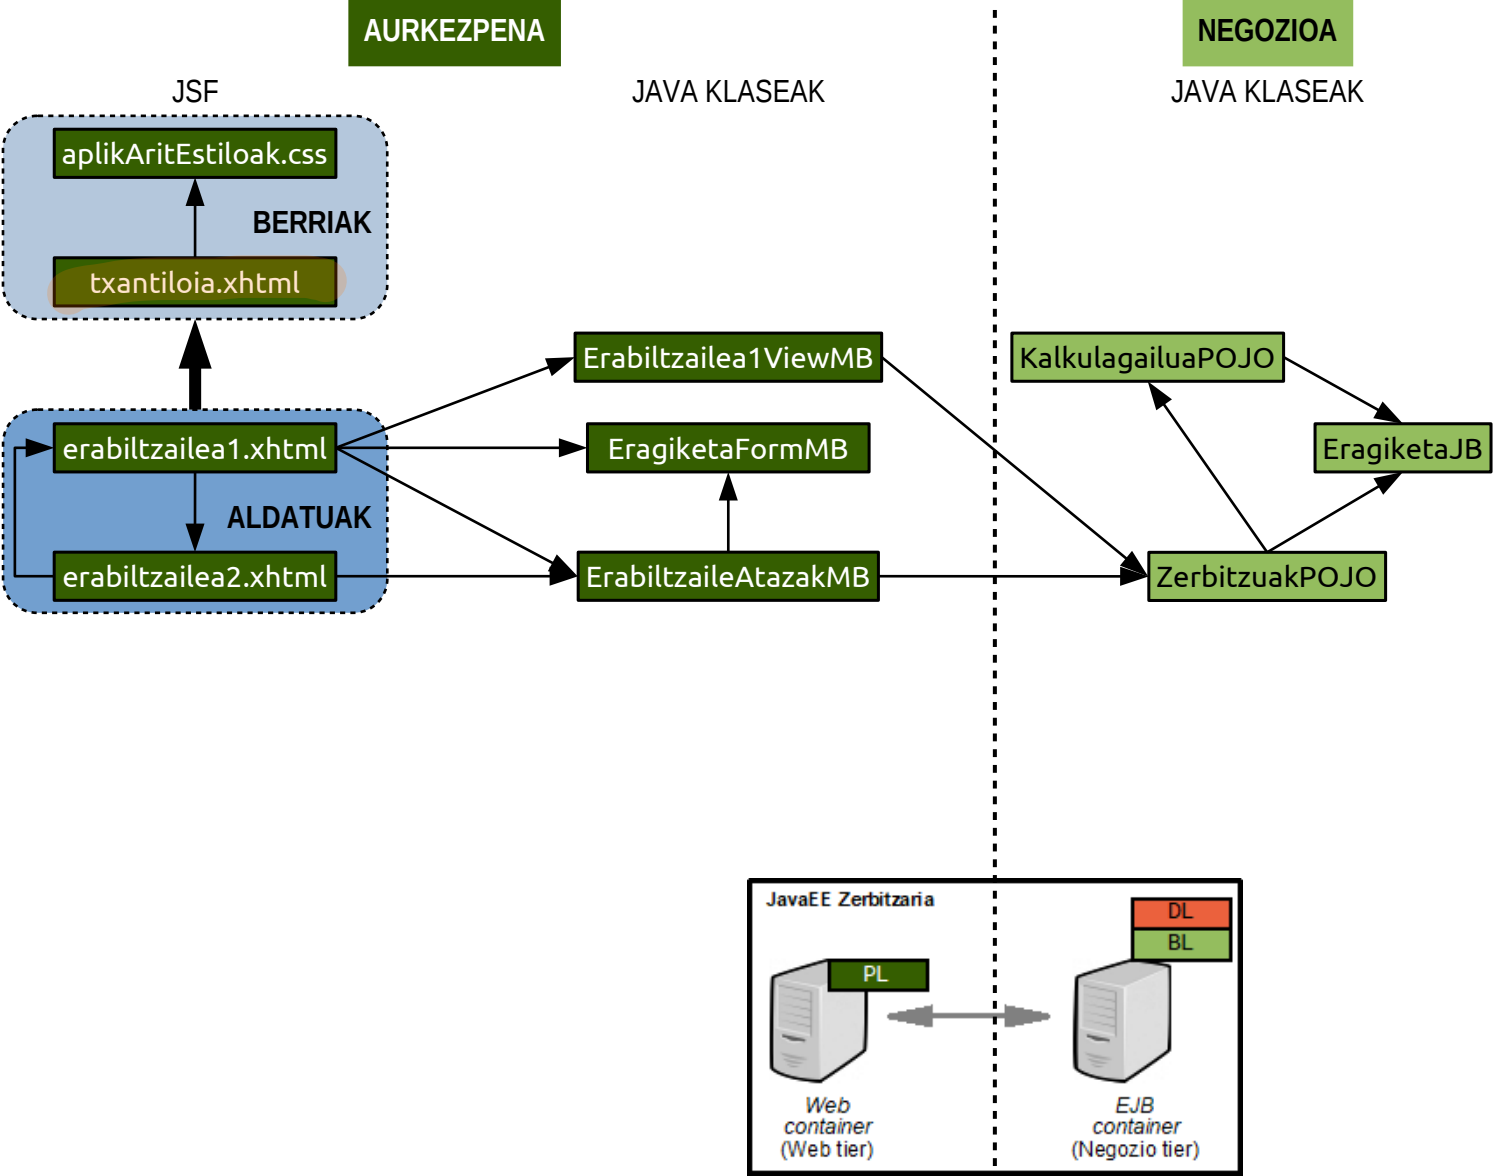 AURKEZPENA
NEGOZIOA
JSF
JAVA KLASEAK
JAVA KLASEAK
aplikAritEstiloak.css
BERRIAK
txantiloia.xhtml
Erabiltzailea1ViewMB
KalkulagailuaPOJO
erabiltzailea1.xhtml
EragiketaFormMB
EragiketaJB
ALDATUAK
erabiltzailea2.xhtml
ErabiltzaileAtazakMB
ZerbitzuakPOJO
JavaEE Zerbitzaria
DL
BL
PL
Web
container
(Web tier)
EJB
container
(Negozio tier)